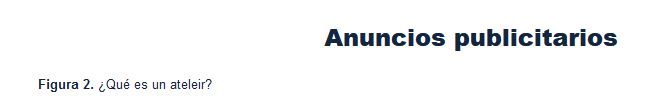 Anuncios publicitarios
Figura 2. ¿Qué es un ateleir?